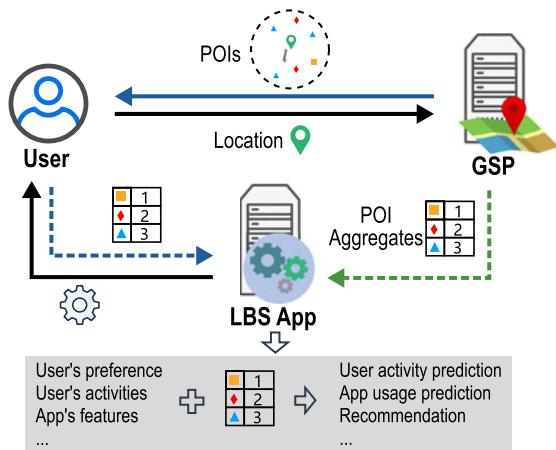 POIs
Location
User
GSP
1
2
3
POI
Aggregates
1
2
3
LBS App
User's preference
User's activities
App's features
...
1
2
3
User activity prediction
App usage prediction
Recommendation
...